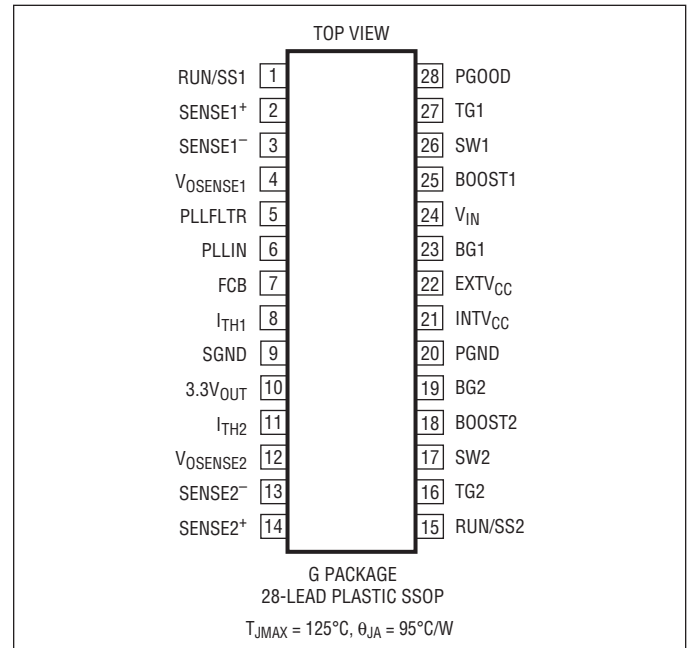 TOP VIEW
RUN/SS1 1
SENSE1+ 2
SENSE1– 3
VOSENSE1 4
PLLFLTR 5
PLLIN 6
FCB 7
ITH1 8
SGND 9
3.3VOUT 10
ITH2 11
VOSENSE2 12
SENSE2– 13
SENSE2+ 14
28 PGOOD
27 TG1
26 SW1
25 BOOST1
24 VIN
23 BG1
22 EXTVCC
21 INTVCC
20 PGND
19 BG2
18 BOOST2
17 SW2
16 TG2
15 RUN/SS2
G PACKAGE
28-LEAD PLASTIC SSOP
TJMAX = 125°C, θJA = 95°C/W